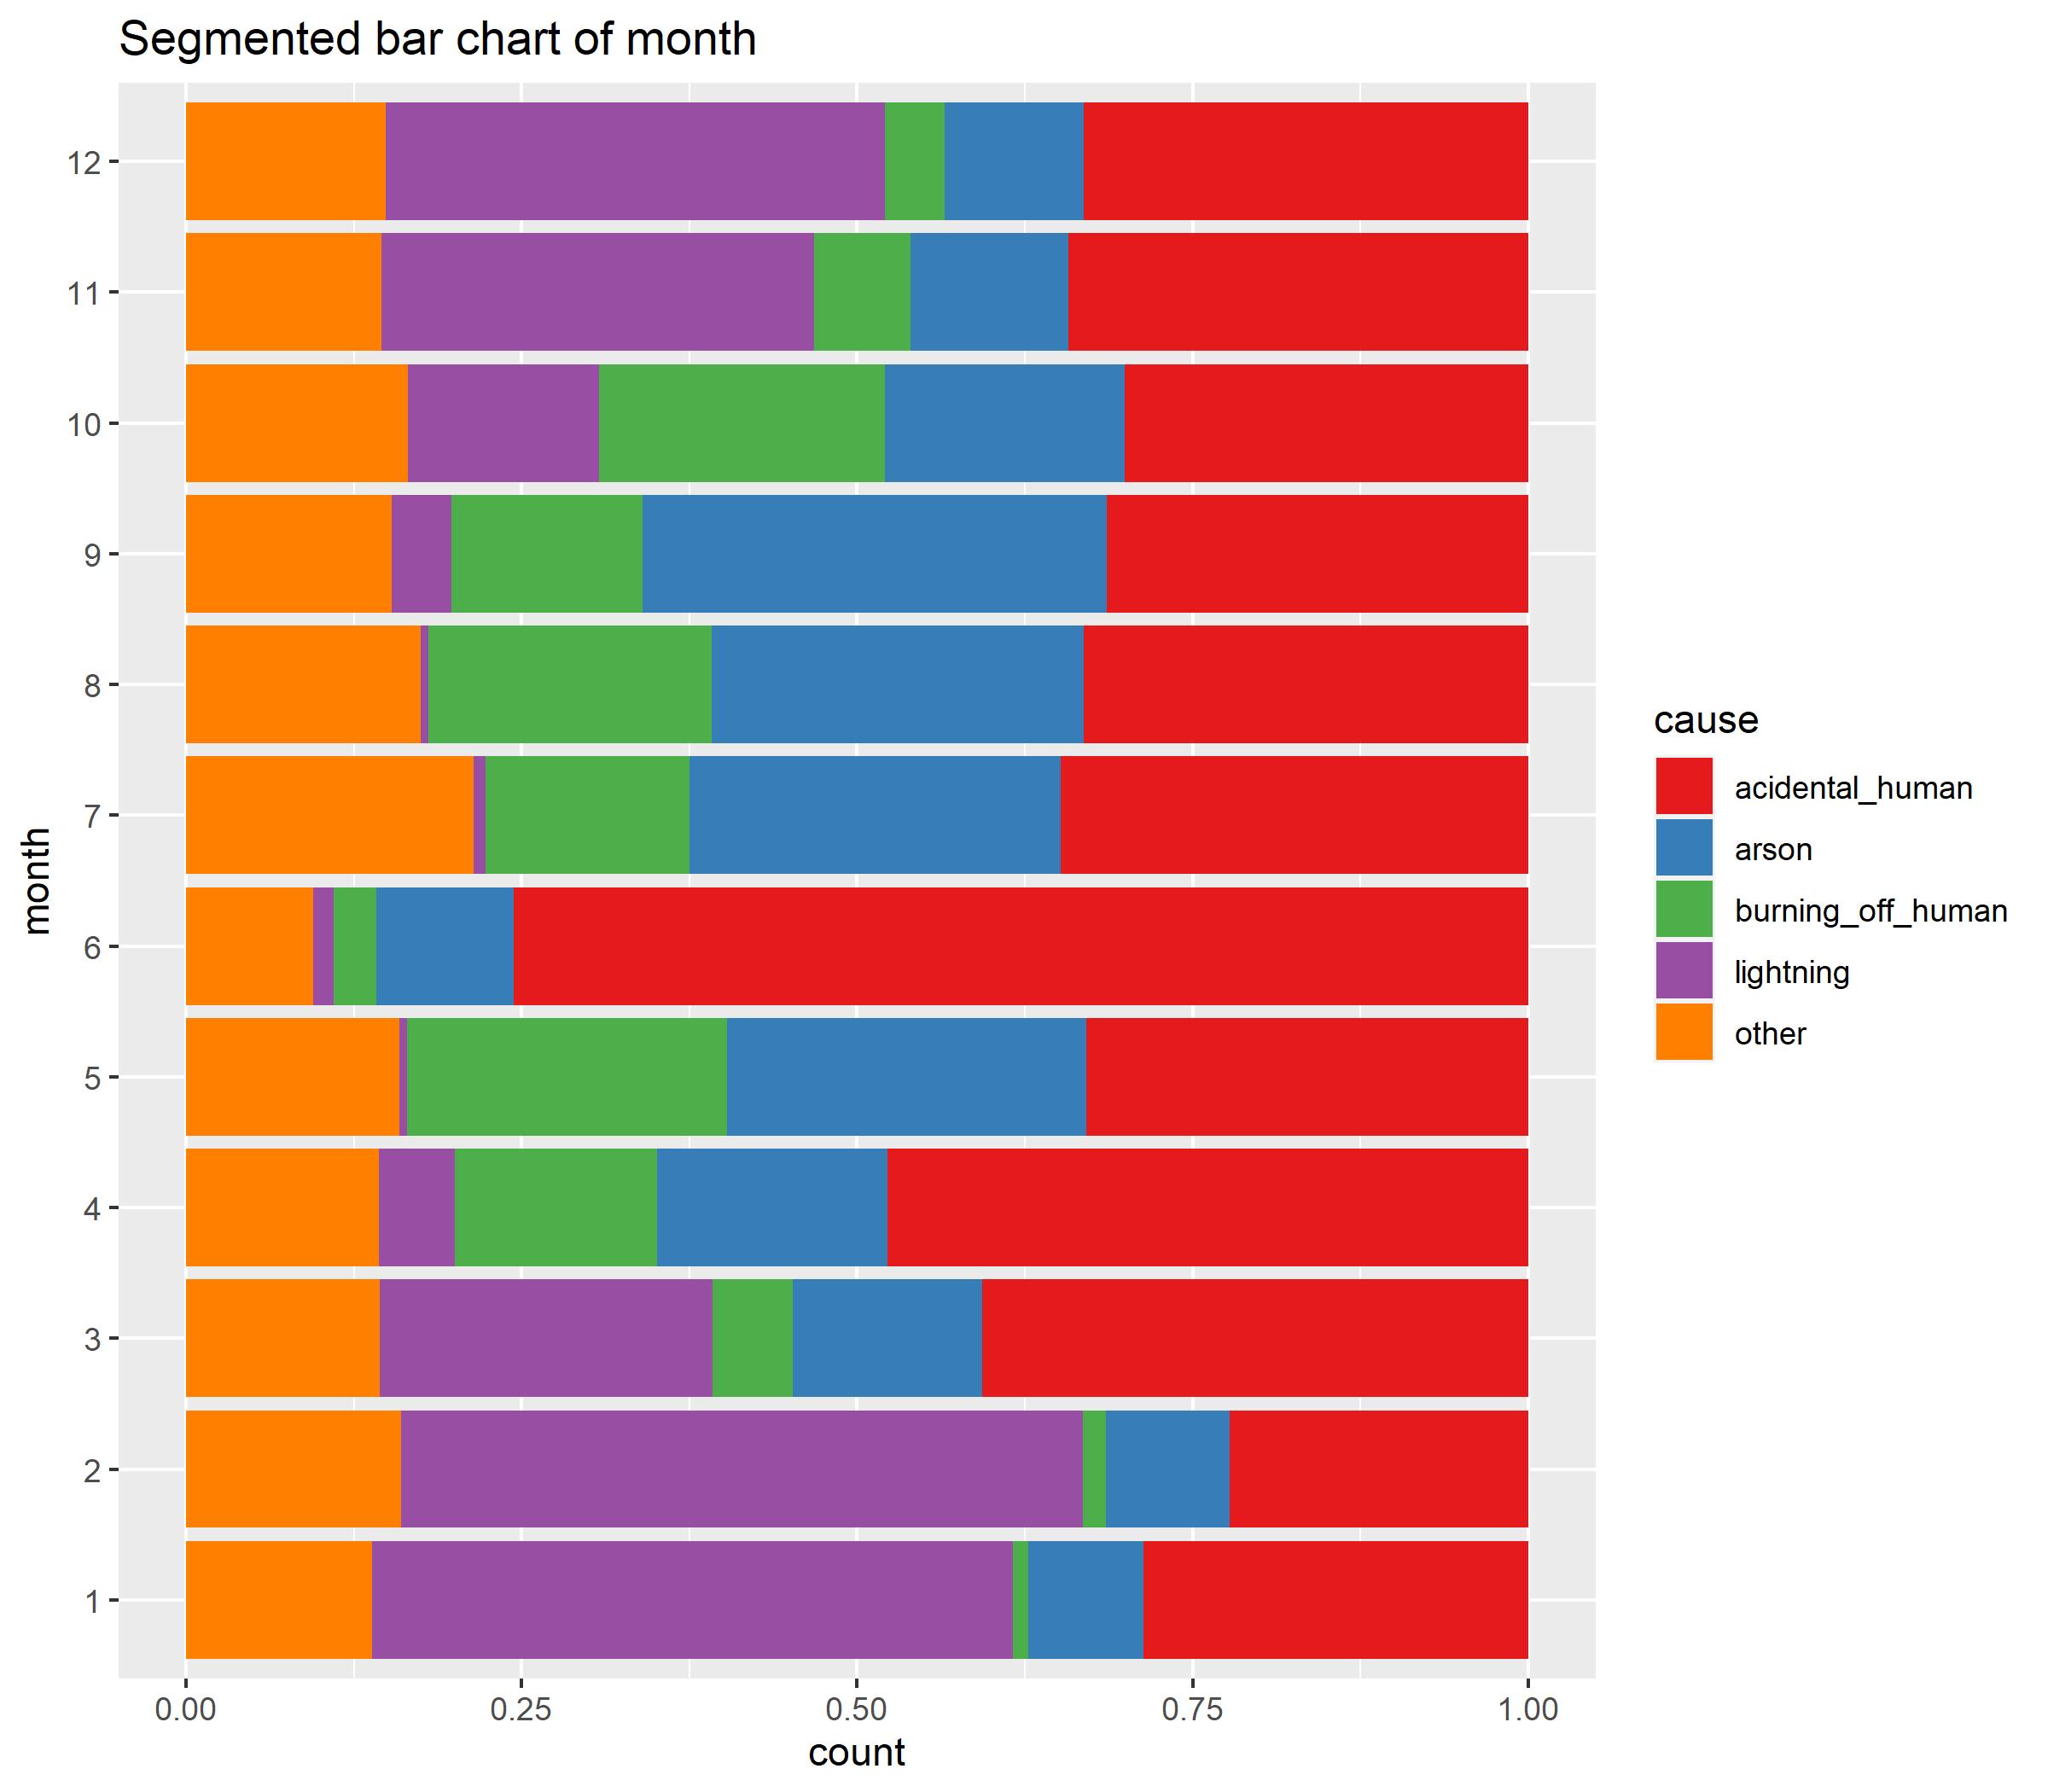 Segmented bar chart of month
month
12
11
10
9
8
7
6
5
4
3
2
1
0.00 0.25 0.50 0.75 1.00
count
cause
acidental_human
arson
burning_off_human
lightning
other